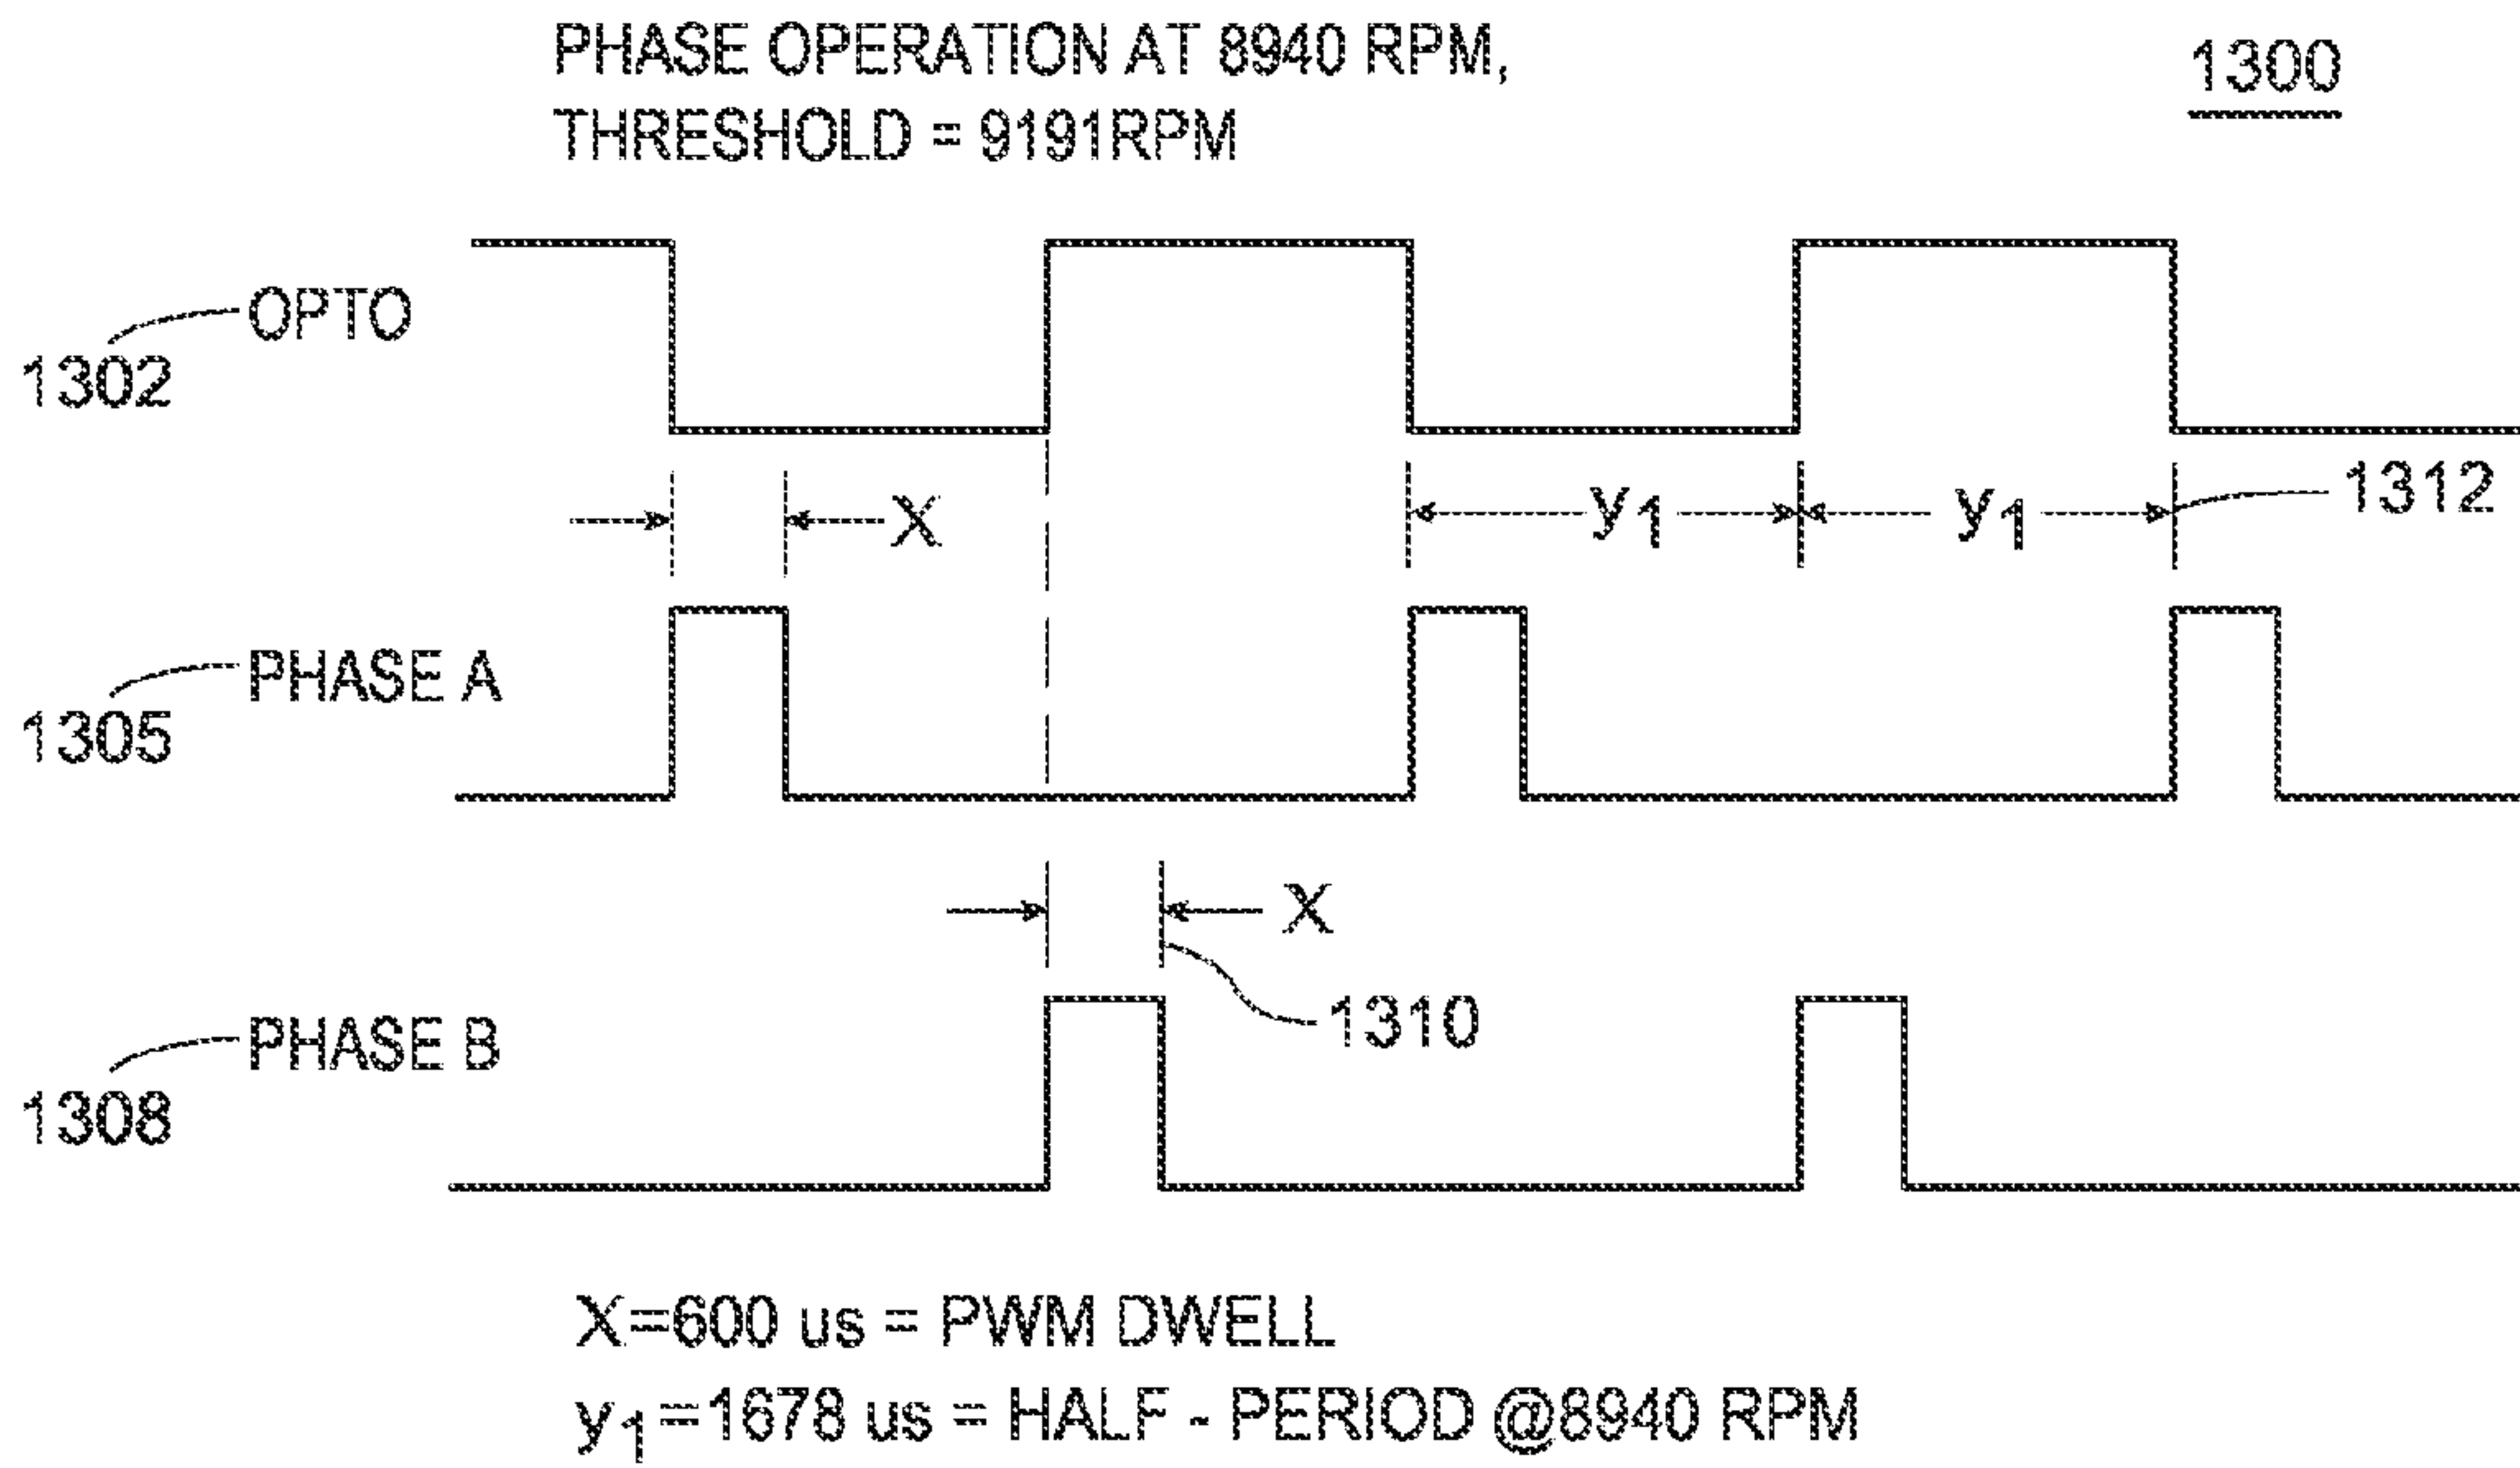 PHASE OPERATION AT 8940 RPM,
THRESHOLD = 9191RPM
1300
OPTO
1302
X
y1
y1
1312
PHASE A
1305
X
1310
PHASE B
1308
X=600 us = PWM DWELL
y1=1678 us = HALF - PERIOD @8940 RPM